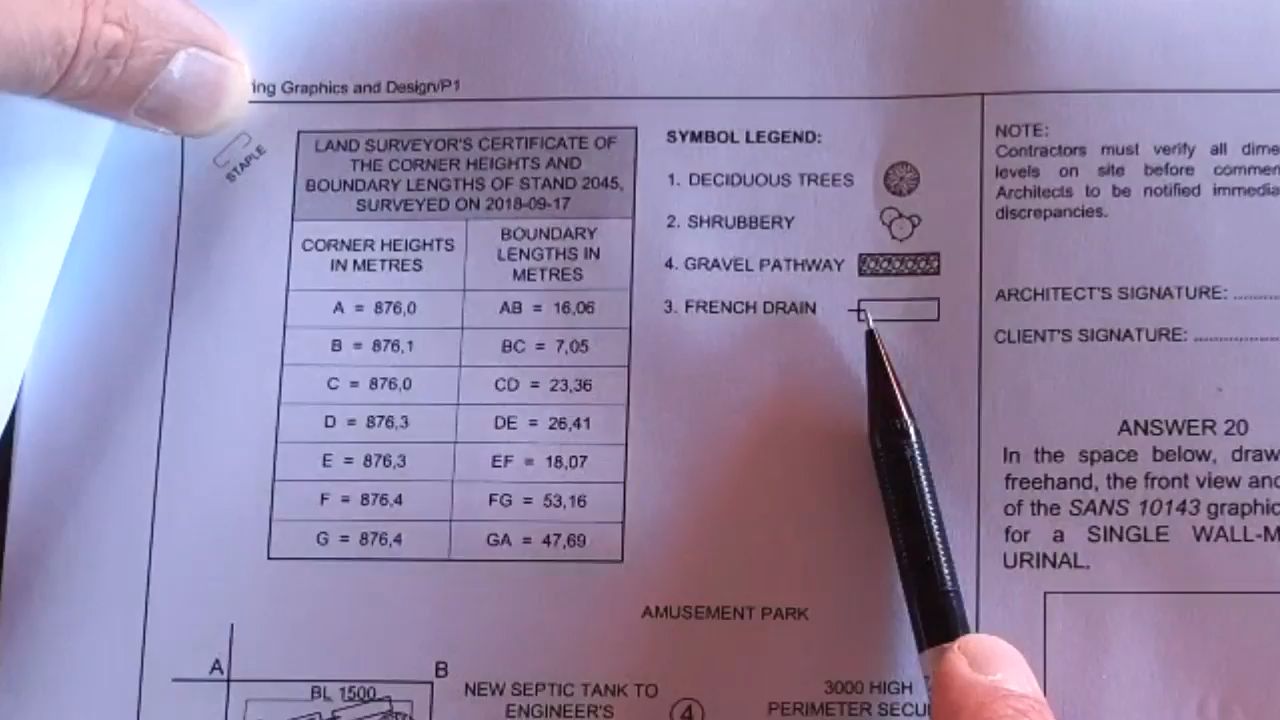 ing Graphics and Design/P1
STAPLE
LAND SURVEYOR'S CERTIFICATE OF
THE CORNER HEIGHTS AND
BOUNDARY LENGTHS OF STAND 2045,
SURVEYED ON 2018-09-17
CORNER HEIGHTS
IN METRES
BOUNDARY
LENGTHS IN
METRES
A = 876,0 AB = 16,06
B = 876,1 BC = 7,05
C = 876,0 CD = 23,36
D = 876,3 DE = 26,41
E = 876,3 EF = 18,07
F = 876,4 FG = 53,16
G = 876,4 GA = 47,69
SYMBOL LEGEND:
1. DECIDUOUS TREES
2. SHRUBBERY
4. GRAVEL PATHWAY
3. FRENCH DRAIN
NOTE:
Contractors must verify all dime
levels on site before commen
Architects to be notified immedia
discrepancies.
ARCHITECT'S SIGNATURE: ........
CLIENT'S SIGNATURE: ................
ANSWER 20
In the space below, draw
freehand, the front view and
of the SANS 10143 graphic
for a SINGLE WALL-M
URINAL.
AMUSEMENT PARK
A
B
BL 1500
NEW SEPTIC TANK TO
ENGINEER'S
4
3000 HIGH
PERIMETER SECU